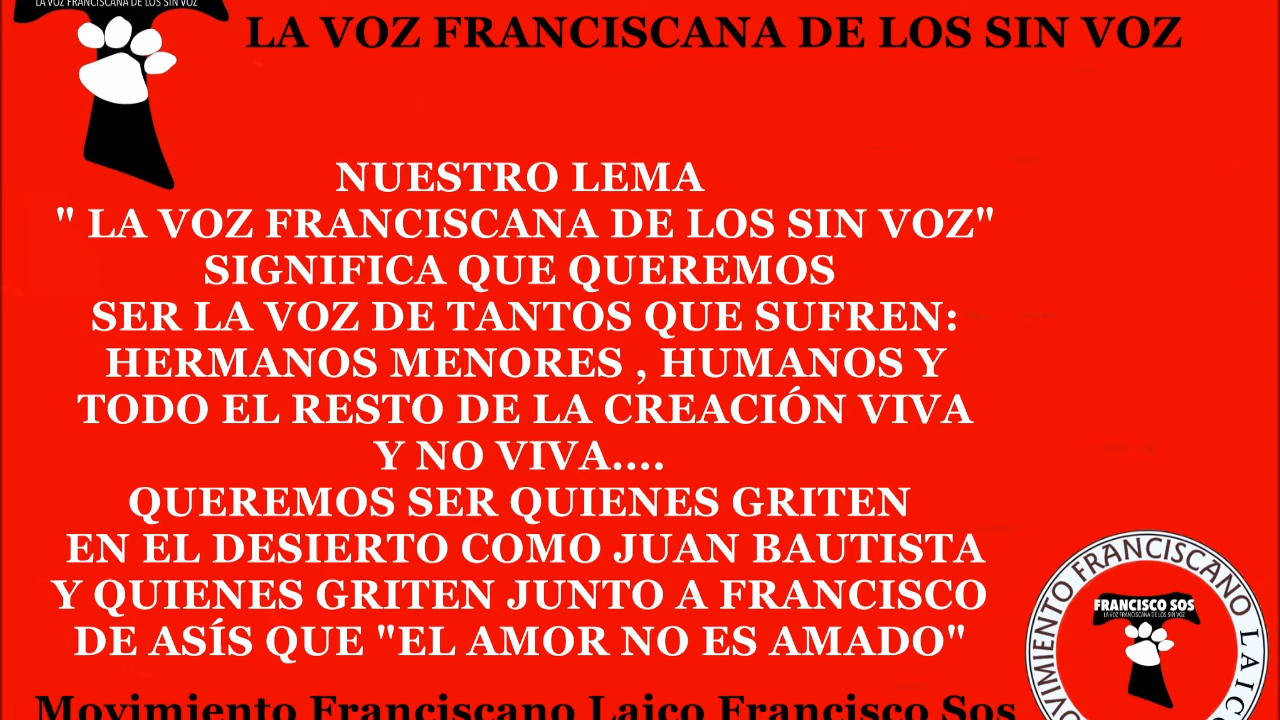 LA VOZ FRANCISCANA DE LOS SIN VOZ
LA VOZ FRANCISCANA DE LOS SIN VOZ
NUESTRO LEMA
" LA VOZ FRANCISCANA DE LOS SIN VOZ"
SIGNIFICA QUE QUEREMOS
SER LA VOZ DE TANTOS QUE SUFREN:
HERMANOS MENORES , HUMANOS Y
TODO EL RESTO DE LA CREACIÓN VIVA
Y NO VIVA....
QUEREMOS SER QUIENES GRITEN
EN EL DESIERTO COMO JUAN BAUTISTA
Y QUIENES GRITEN JUNTO A FRANCISCO
DE ASÍS QUE "EL AMOR NO ES AMADO"
OVIMIENTO FRANCISCANO LAICO
FRANCISCO SOS
LA VOZ FRANCISCANA DE LOS SIN VOZ
Movimiento Franciscano Laico Francisco Sos